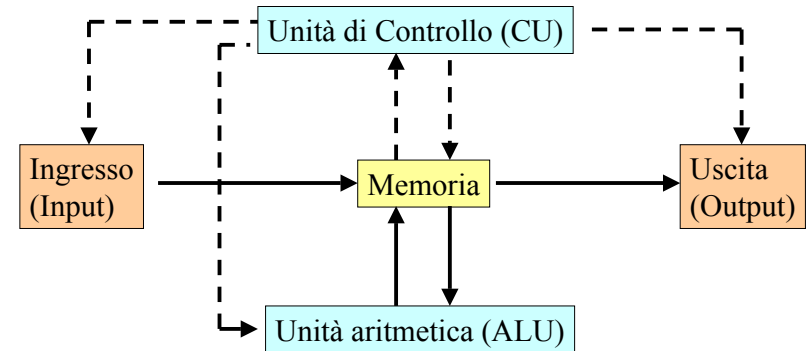 Unità di Controllo (CU)
Ingresso
(Input)
Memoria
Uscita
(Output)
Unità aritmetica (ALU)